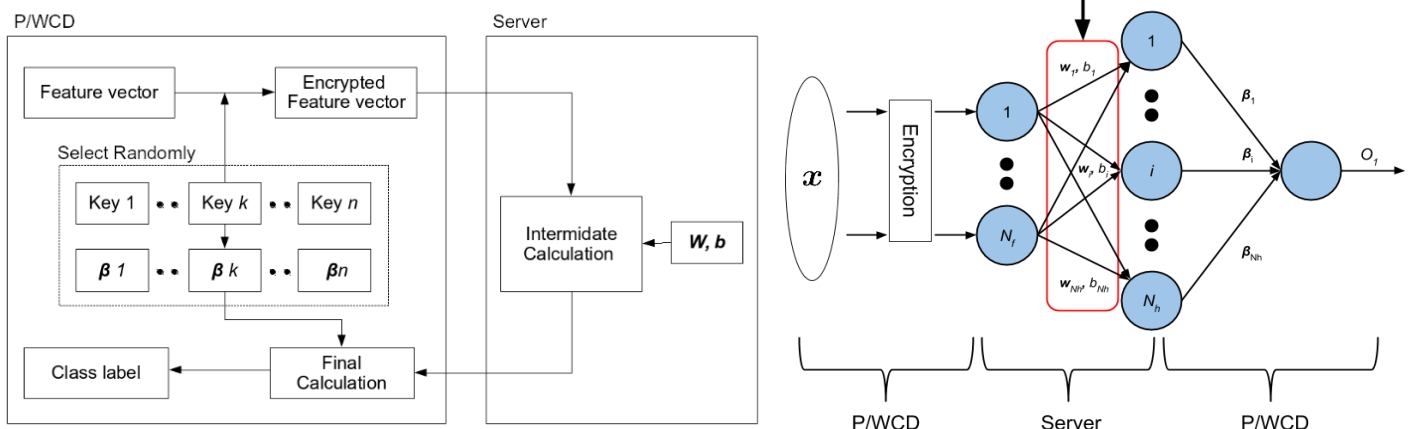 P/WCD
Server
Feature vector
Encrypted
Feature vector
Select Randomly
Key 1
Key k
Key n
β 1
β k
βn
Intermidate
Calculation
W, b
Class label
Final
Calculation
x
Encryption
1
N_f
w_1, b_1
w_i, b_i
w_Nh, b_Nh
1
i
N_h
β_1
β_i
β_Nh
O_1
P/WCD
Server
P/WCD